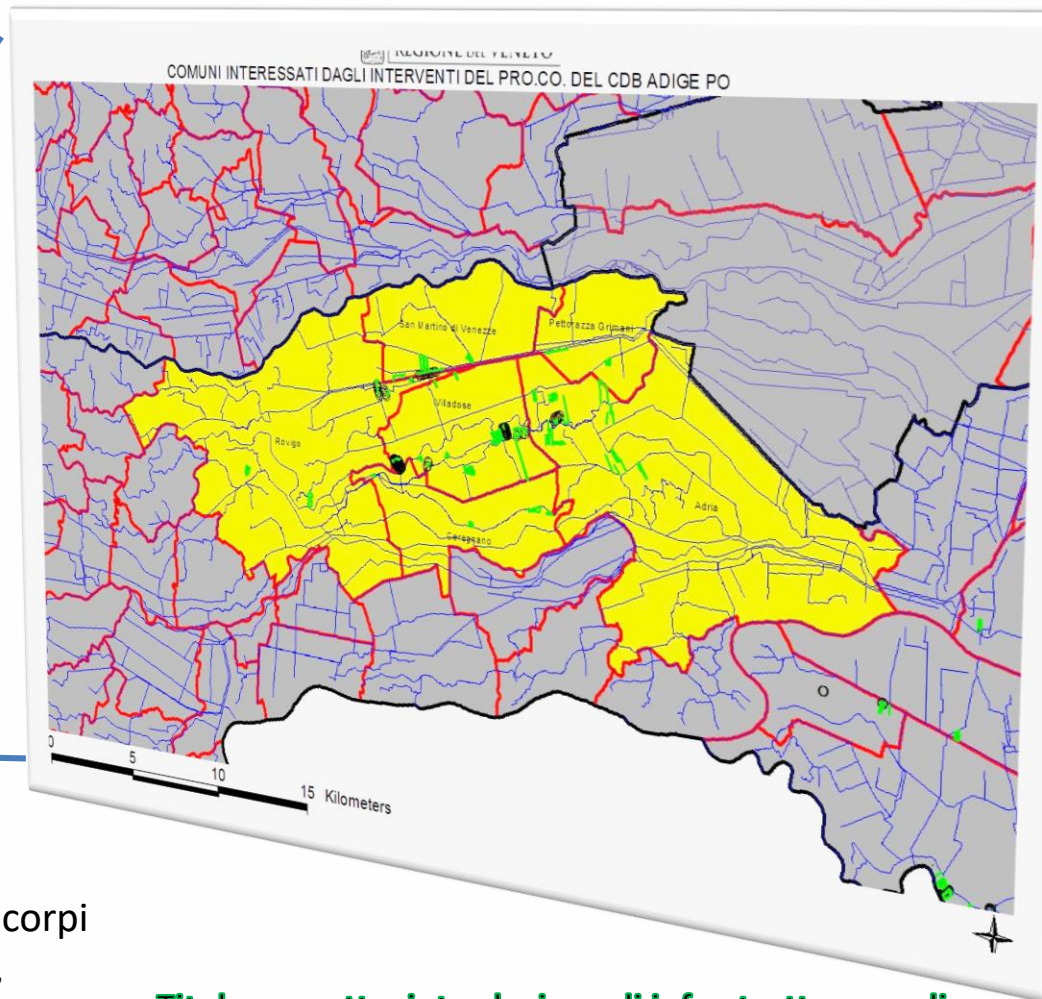 REGIONE DEL VENETO
COMUNI INTERESSATI DAGLI INTERVENTI DEL PRO.CO. DEL CDB ADIGE PO
San Martino di Venezze
Pettorazza Grimani
Villadose
Rovigo
Adria
Ceregnano
0 5 10 15 Kilometers
corpi